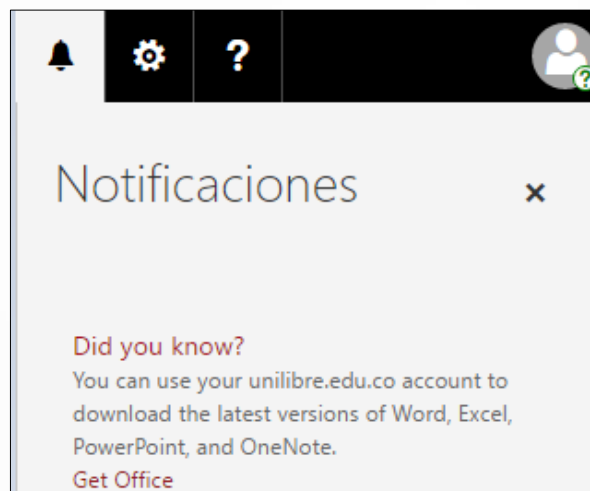 ?
Notificaciones
Did you know?
You can use your unilibre.edu.co account to
download the latest versions of Word, Excel,
PowerPoint, and OneNote.
Get Office